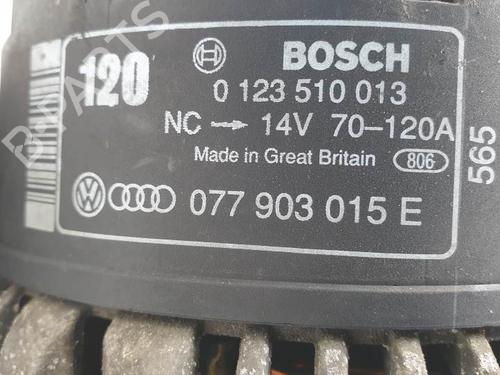 120 BOSCH
0 123 510 013
NC → 14V 70-120A
Made in Great Britain 806
565
077 903 015 E
B-PARTS